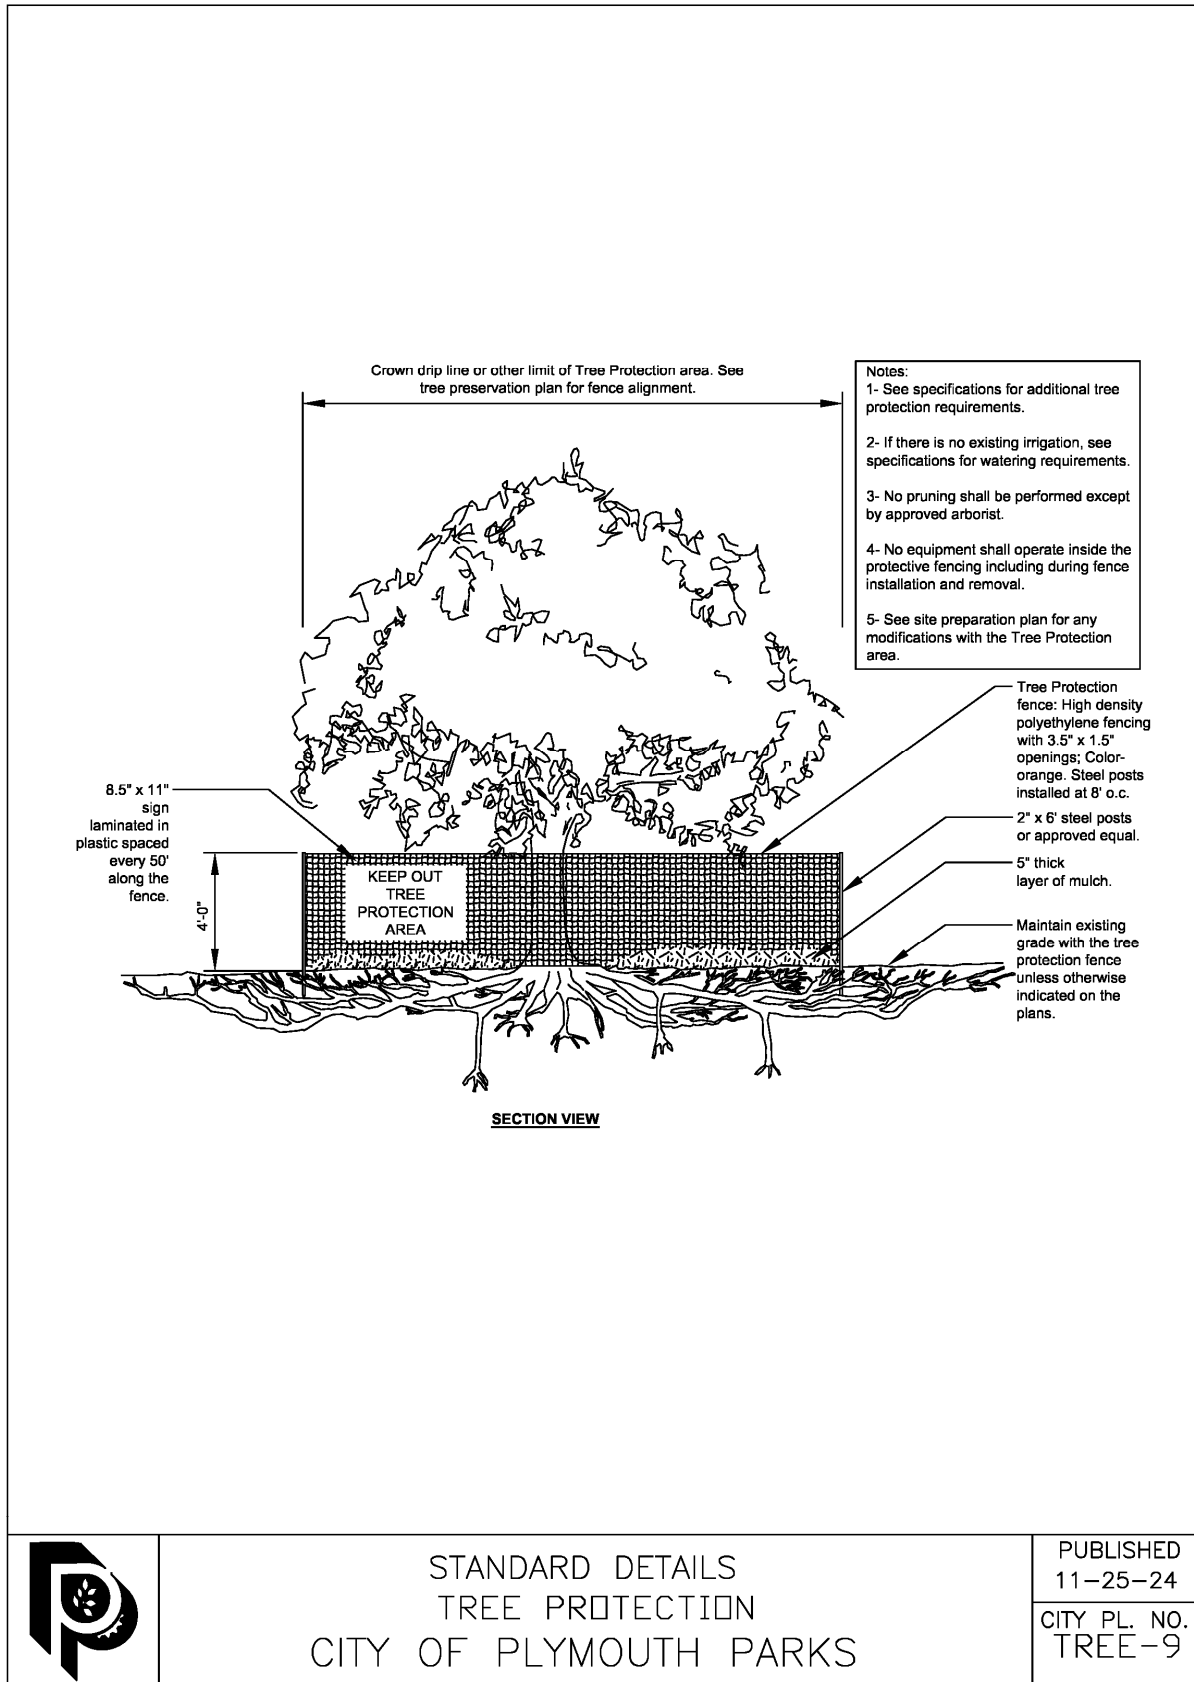 Crown drip line or other limit of Tree Protection area. See
tree preservation plan for fence alignment.
Notes:
1- See specifications for additional tree
protection requirements.
2- If there is no existing irrigation, see
specifications for watering requirements.
3- No pruning shall be performed except
by approved arborist.
4- No equipment shall operate inside the
protective fencing including during fence
installation and removal.
5- See site preparation plan for any
modifications with the Tree Protection
area.
Tree Protection
fence: High density
polyethylene fencing
with 3.5" x 1.5"
openings; Color-
orange. Steel posts
installed at 8' o.c.
2" x 6' steel posts
or approved equal.
5" thick
layer of mulch.
Maintain existing
grade with the tree
protection fence
unless otherwise
indicated on the
plans.
8.5" x 11"
sign
laminated in
plastic spaced
every 50'
along the
fence.
4'-0"
KEEP OUT
TREE
PROTECTION
AREA
SECTION VIEW
STANDARD DETAILS
TREE PROTECTION
CITY OF PLYMOUTH PARKS
PUBLISHED
11-25-24
CITY PL. NO.
TREE-9